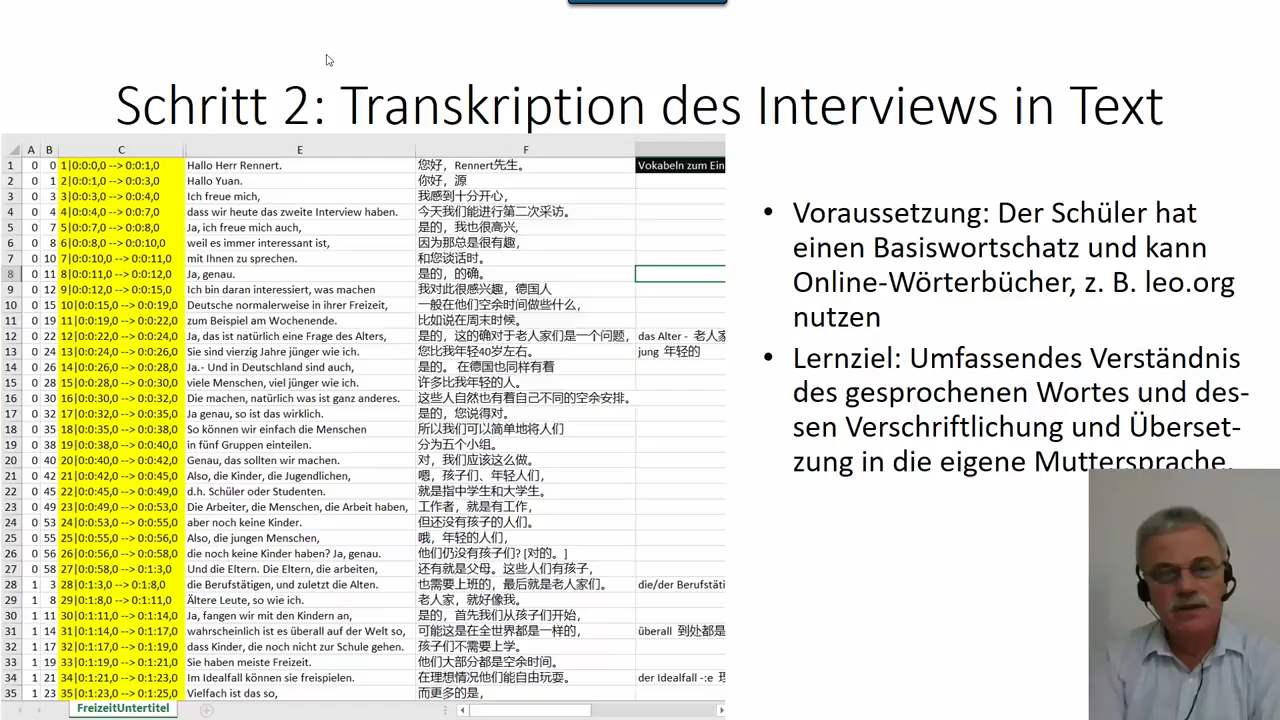 Schritt 2: Transkription des Interviews in Text
A B C E F
1 0 0 1|0:0:0,0 --> 0:0:1,0 Hallo Herr Rennert. 您好，Rennert先生。 Vokabeln zum Ein
2 0 1 2|0:0:1,0 --> 0:0:3,0 Hallo Yuan. 你好，源
3 0 3 3|0:0:3,0 --> 0:0:4,0 Ich freue mich, 我感到十分开心，
4 0 4 4|0:0:4,0 --> 0:0:7,0 dass wir heute das zweite Interview haben. 今天我们能进行第二次采访。
5 0 7 5|0:0:7,0 --> 0:0:8,0 Ja, ich freue mich auch, 是的，我也很高兴，
6 0 8 6|0:0:8,0 --> 0:0:10,0 weil es immer interessant ist, 因为那总是很有趣，
7 0 10 7|0:0:10,0 --> 0:0:11,0 mit Ihnen zu sprechen. 和您谈话时。
8 0 11 8|0:0:11,0 --> 0:0:12,0 Ja, genau. 是的，的确。
9 0 12 9|0:0:12,0 --> 0:0:15,0 Ich bin daran interessiert, was machen 我对此很感兴趣，德国人
10 0 15 10|0:0:15,0 --> 0:0:19,0 Deutsche normalerweise in ihrer Freizeit, 一般在他们空余时间做些什么，
11 0 19 11|0:0:19,0 --> 0:0:22,0 zum Beispiel am Wochenende. 比如说在周末时候。
12 0 22 12|0:0:22,0 --> 0:0:24,0 Ja, das ist natürlich eine Frage des Alters, 是的，这的确对于老人家们是一个问题， das Alter - 老人家
13 0 24 13|0:0:24,0 --> 0:0:26,0 Sie sind vierzig Jahre jünger wie ich. 您比我年轻40岁左右。 jung 年轻的
14 0 26 14|0:0:26,0 --> 0:0:28,0 Ja.- Und in Deutschland sind auch, 是的。 在德国也同样有着
15 0 28 15|0:0:28,0 --> 0:0:30,0 viele Menschen, viel jünger wie ich. 许多比我年轻的人。
16 0 30 16|0:0:30,0 --> 0:0:32,0 Die machen, natürlich was ist ganz anderes. 这些人自然也有着自己不同的空余安排。
17 0 32 17|0:0:32,0 --> 0:0:35,0 Ja genau, so ist das wirklich. 是的，您说得对。
18 0 35 18|0:0:35,0 --> 0:0:38,0 So können wir einfach die Menschen 所以我们可以简单地将人们
19 0 38 19|0:0:38,0 --> 0:0:40,0 in fünf Gruppen einteilen. 分为五个小组。
20 0 40 20|0:0:40,0 --> 0:0:42,0 Genau, das sollten wir machen. 对，我们应该这么做。
21 0 42 21|0:0:42,0 --> 0:0:45,0 Also, die Kinder, die Jugendlichen, 嗯，孩子们、年轻人们，
22 0 45 22|0:0:45,0 --> 0:0:49,0 d.h. Schüler oder Studenten. 就是指中学生和大学生。
23 0 49 23|0:0:49,0 --> 0:0:53,0 Die Arbeiter, die Menschen, die Arbeit haben, 工作者，就是有工作，
24 0 53 24|0:0:53,0 --> 0:0:55,0 aber noch keine Kinder. 但还没有孩子的人们。
25 0 55 25|0:0:55,0 --> 0:0:56,0 Also, die jungen Menschen, 哦，年轻的人们，
26 0 56 26|0:0:56,0 --> 0:0:58,0 die noch keine Kinder haben? Ja, genau. 他们仍没有孩子们? [对的。]
27 0 58 27|0:0:58,0 --> 0:1:3,0 Und die Eltern. Die Eltern, die arbeiten, 还有就是父母。这些人们有孩子，
28 1 3 28|0:1:3,0 --> 0:1:8,0 die Berufstätigen, und zuletzt die Alten. 也需要上班的，最后就是老人家们。 die/der Berufstäti
29 1 8 29|0:1:8,0 --> 0:1:11,0 Ältere Leute, so wie ich. 老人家，就好像我。
30 1 11 30|0:1:11,0 --> 0:1:14,0 Ja, fangen wir mit den Kindern an, 是的，首先我们从孩子们开始，
31 1 14 31|0:1:14,0 --> 0:1:17,0 wahrscheinlich ist es überall auf der Welt so, 可能这是在全世界都是一样的， überall 到处都是
32 1 17 32|0:1:17,0 --> 0:1:19,0 dass Kinder, die noch nicht zur Schule gehen. 孩子们不需要上学。
33 1 19 33|0:1:19,0 --> 0:1:21,0 Sie haben meiste Freizeit. 他们大部分都是空余时间。
34 1 21 34|0:1:21,0 --> 0:1:23,0 Im Idealfall können sie freispielen. 在理想情况他们能自由玩耍。 der Idealfall -:e
35 1 23 35|0:1:23,0 --> 0:1:25,0 Vielfach ist das so, 而更多的是，
FreizeitUntertitel
• Voraussetzung: Der Schüler hat
einen Basiswortschatz und kann
Online-Wörterbücher, z. B. leo.org
nutzen
• Lernziel: Umfassendes Verständnis
des gesprochenen Wortes und des-
sen Verschriftlichung und Überset-
zung in die eigene Muttersprache.